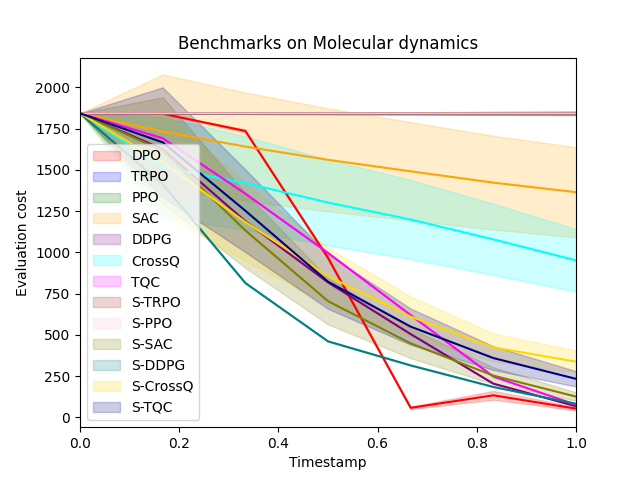 Benchmarks on Molecular dynamics
Evaluation cost
2000
1750
1500
1250
1000
750
500
250
0
DPO
TRPO
PPO
SAC
DDPG
CrossQ
TQC
S-TRPO
S-PPO
S-SAC
S-DDPG
S-CrossQ
S-TQC
0.0
0.2
0.4
0.6
0.8
1.0
Timestamp